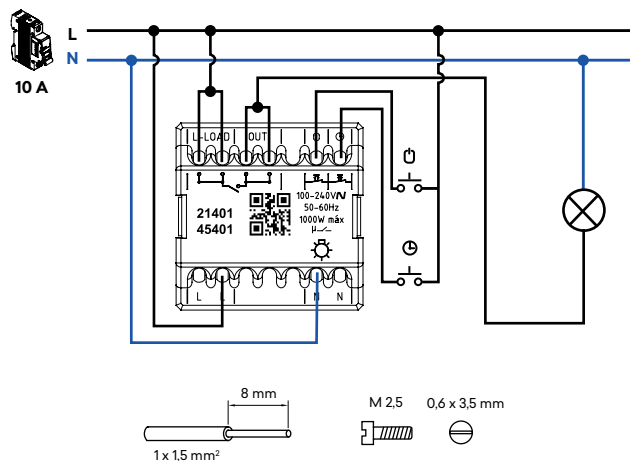 L
N
10 A
L-LOAD OUT
21401
45401
100-240V
50-60Hz
1000W máx
µ
L L N N
8 mm
1 x 1,5 mm²
M 2,5
0,6 x 3,5 mm